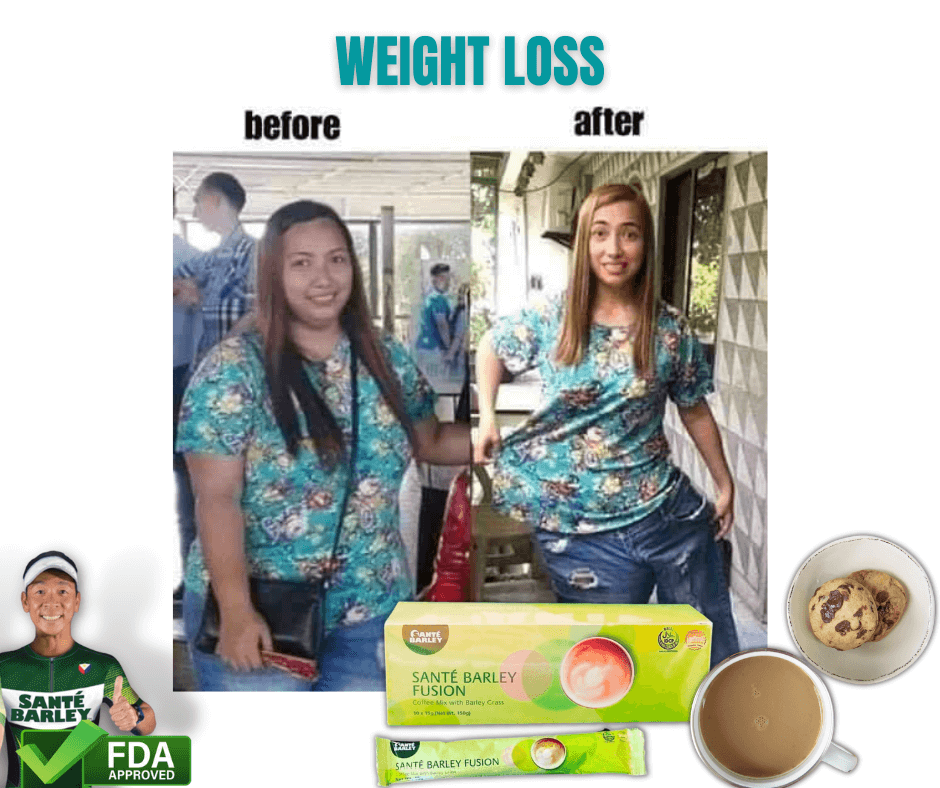 WEIGHT LOSS
before
after
SANTÉ
BARLEY
SANTÉ BARLEY
FUSION
Coffee Mix with Barley Grass
SANTÉ
BARLEY
FDA
APPROVED
SANTÉ
BARLEY
SANTÉ BARLEY FUSION